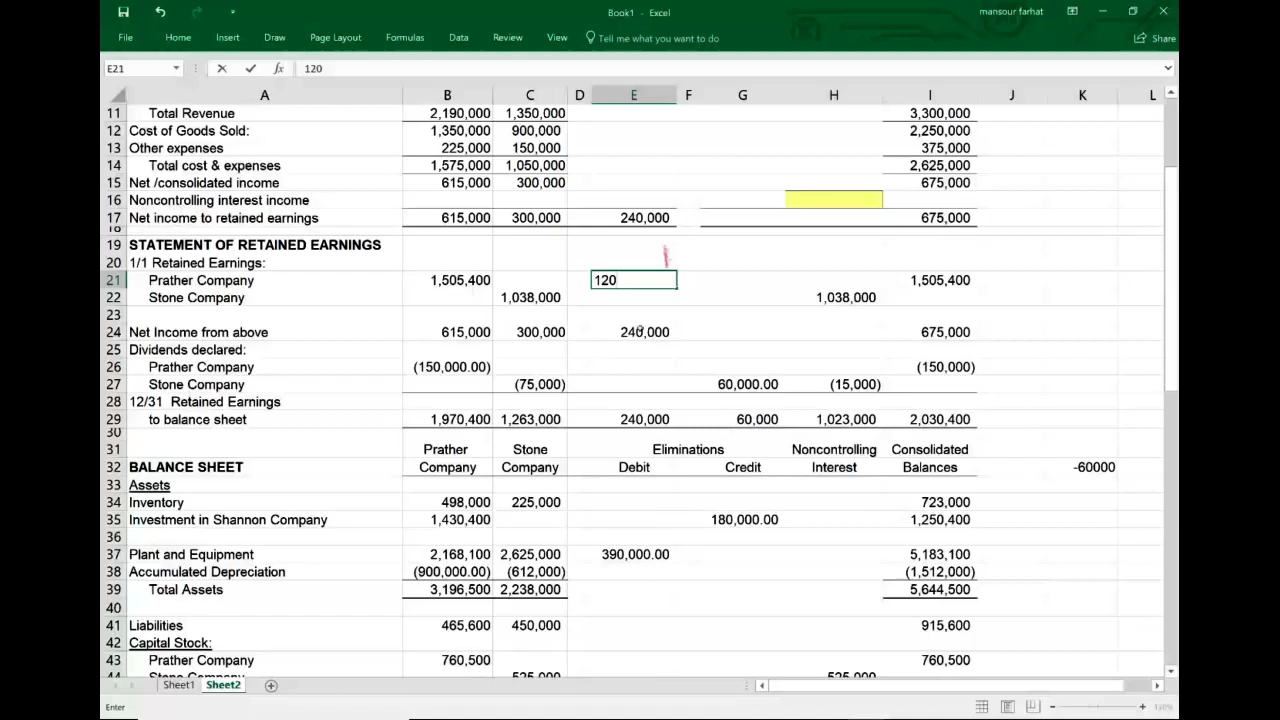 Book1 - Excel
mansour farhat
File Home Insert Draw Page Layout Formulas Data Review View Tell me what you want to do Share
E21 fx 120
A B C D E F G H I J K L
11 Total Revenue 2,190,000 1,350,000 3,300,000
12 Cost of Goods Sold: 1,350,000 900,000 2,250,000
13 Other expenses 225,000 150,000 375,000
14 Total cost & expenses 1,575,000 1,050,000 2,625,000
15 Net /consolidated income 615,000 300,000 675,000
16 Noncontrolling interest income
17 Net income to retained earnings 615,000 300,000 240,000 675,000
18
19 STATEMENT OF RETAINED EARNINGS
20 1/1 Retained Earnings:
21 Prather Company 1,505,400 120 1,505,400
22 Stone Company 1,038,000 1,038,000
23
24 Net Income from above 615,000 300,000 240,000 675,000
25 Dividends declared:
26 Prather Company (150,000.00) (150,000)
27 Stone Company (75,000) 60,000.00 (15,000)
28 12/31 Retained Earnings
29 to balance sheet 1,970,400 1,263,000 240,000 60,000 1,023,000 2,030,400
30
31 Prather Stone Eliminations Noncontrolling Consolidated
32 BALANCE SHEET Company Company Debit Credit Interest Balances -60000
33 Assets
34 Inventory 498,000 225,000 723,000
35 Investment in Shannon Company 1,430,400 180,000.00 1,250,400
36
37 Plant and Equipment 2,168,100 2,625,000 390,000.00 5,183,100
38 Accumulated Depreciation (900,000.00) (612,000) (1,512,000)
39 Total Assets 3,196,500 2,238,000 5,644,500
40
41 Liabilities 465,600 450,000 915,600
42 Capital Stock:
43 Prather Company 760,500 760,500
44 Stone Company 525,000 525,000
Sheet1 Sheet2
Enter 130%